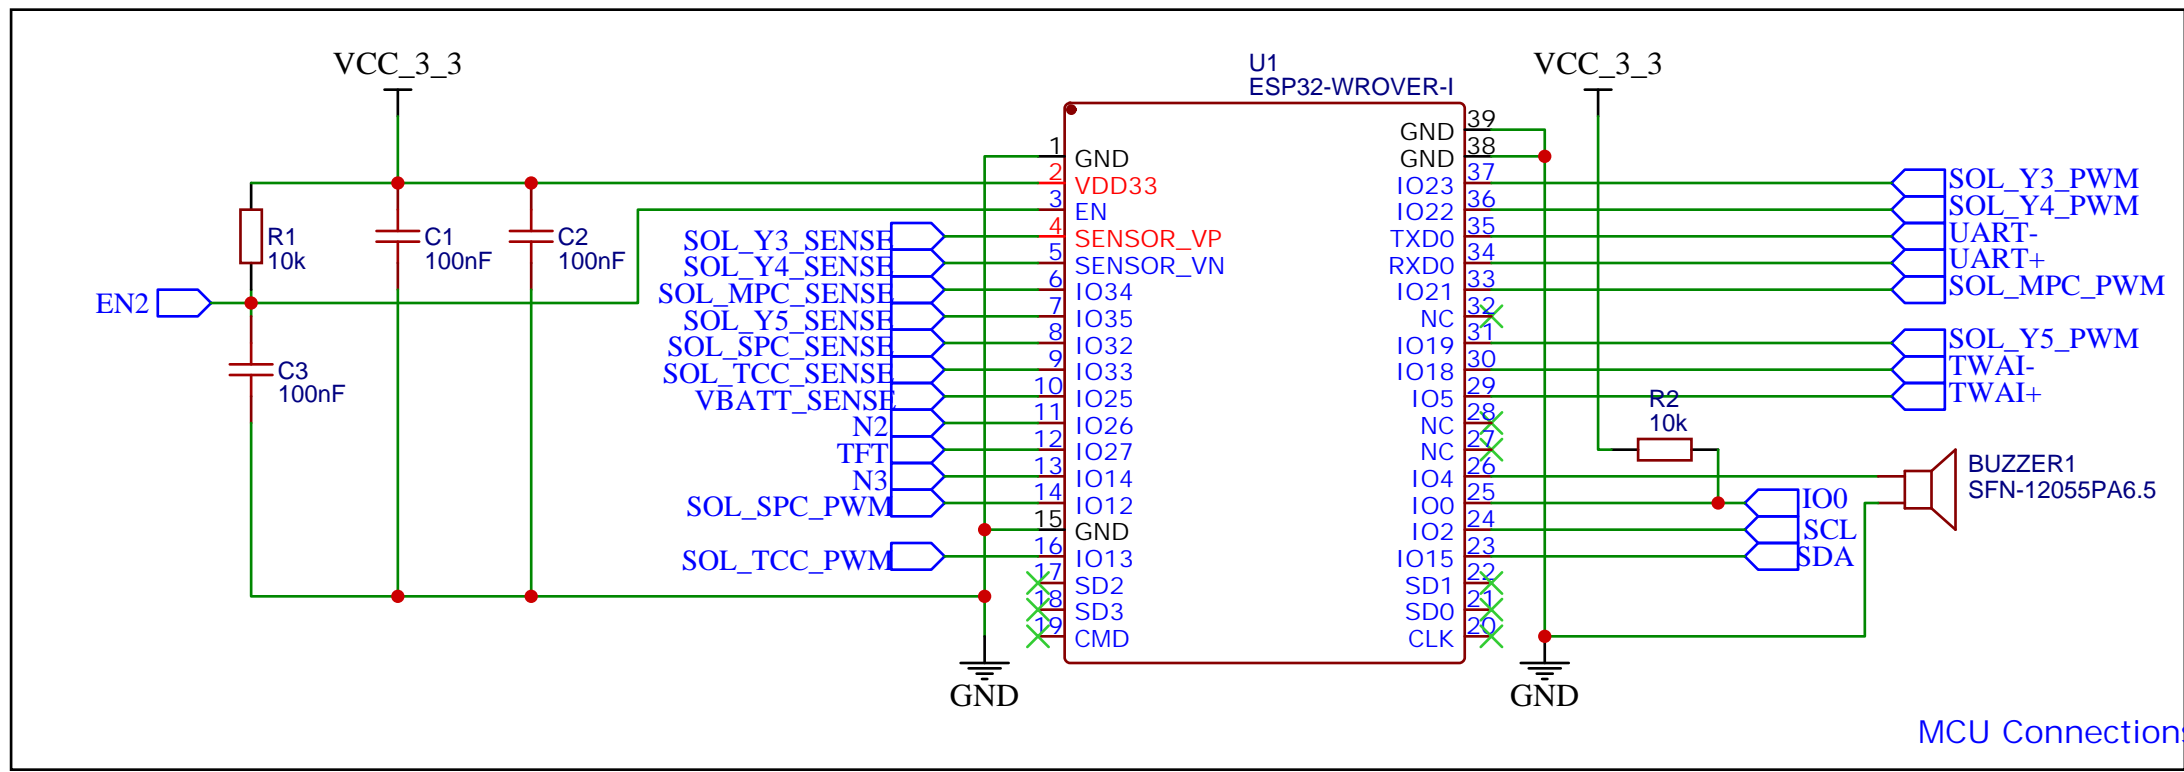 VCC_3_3
U1
ESP32-WROVER-I
VCC_3_3
R1
10k
C1
100nF
C2
100nF
EN2
C3
100nF
SOL_Y3_SENSE
SOL_Y4_SENSE
SOL_MPC_SENSE
SOL_Y5_SENSE
SOL_SPC_SENSE
SOL_TCC_SENSE
VBATT_SENSE
N2
TFT
N3
SOL_SPC_PWM
SOL_TCC_PWM
1 GND
2 VDD33
3 EN
4 SENSOR_VP
5 SENSOR_VN
6 IO34
7 IO35
8 IO32
9 IO33
10 IO25
11 IO26
12 IO27
13 IO14
14 IO12
15 GND
16 IO13
17 SD2
18 SD3
19 CMD
GND 39
GND 38
IO23 37
IO22 36
TXD0 35
RXD0 34
IO21 33
NC 32
IO19 31
IO18 30
IO5 29
NC 28
NC 27
IO4 26
IO0 25
IO2 24
IO15 23
SD1 22
SD0 21
CLK 20
SOL_Y3_PWM
SOL_Y4_PWM
UART-
UART+
SOL_MPC_PWM
SOL_Y5_PWM
TWAI-
TWAI+
R2
10k
BUZZER1
SFN-12055PA6.5
IO0
SCL
SDA
GND
GND
MCU Connections